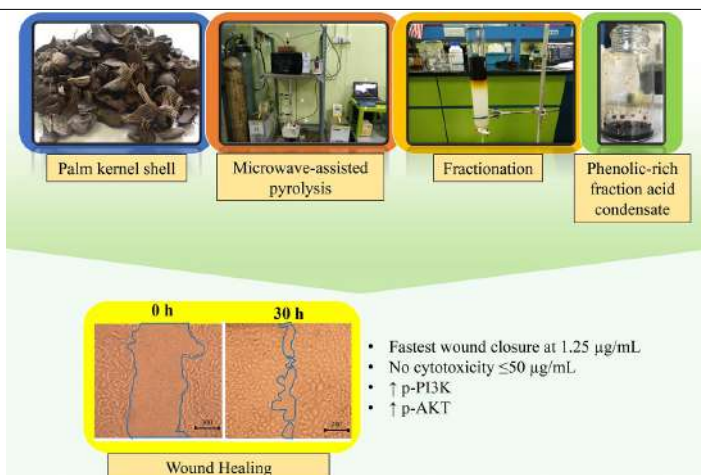 Palm kernel shell
Microwave-assisted
pyrolysis
Fractionation
Phenolic-rich
fraction acid
condensate
0 h
30 h
• Fastest wound closure at 1.25 µg/mL
• No cytotoxicity ≤50 µg/mL
• ↑ p-PI3K
• ↑ p-AKT
Wound Healing